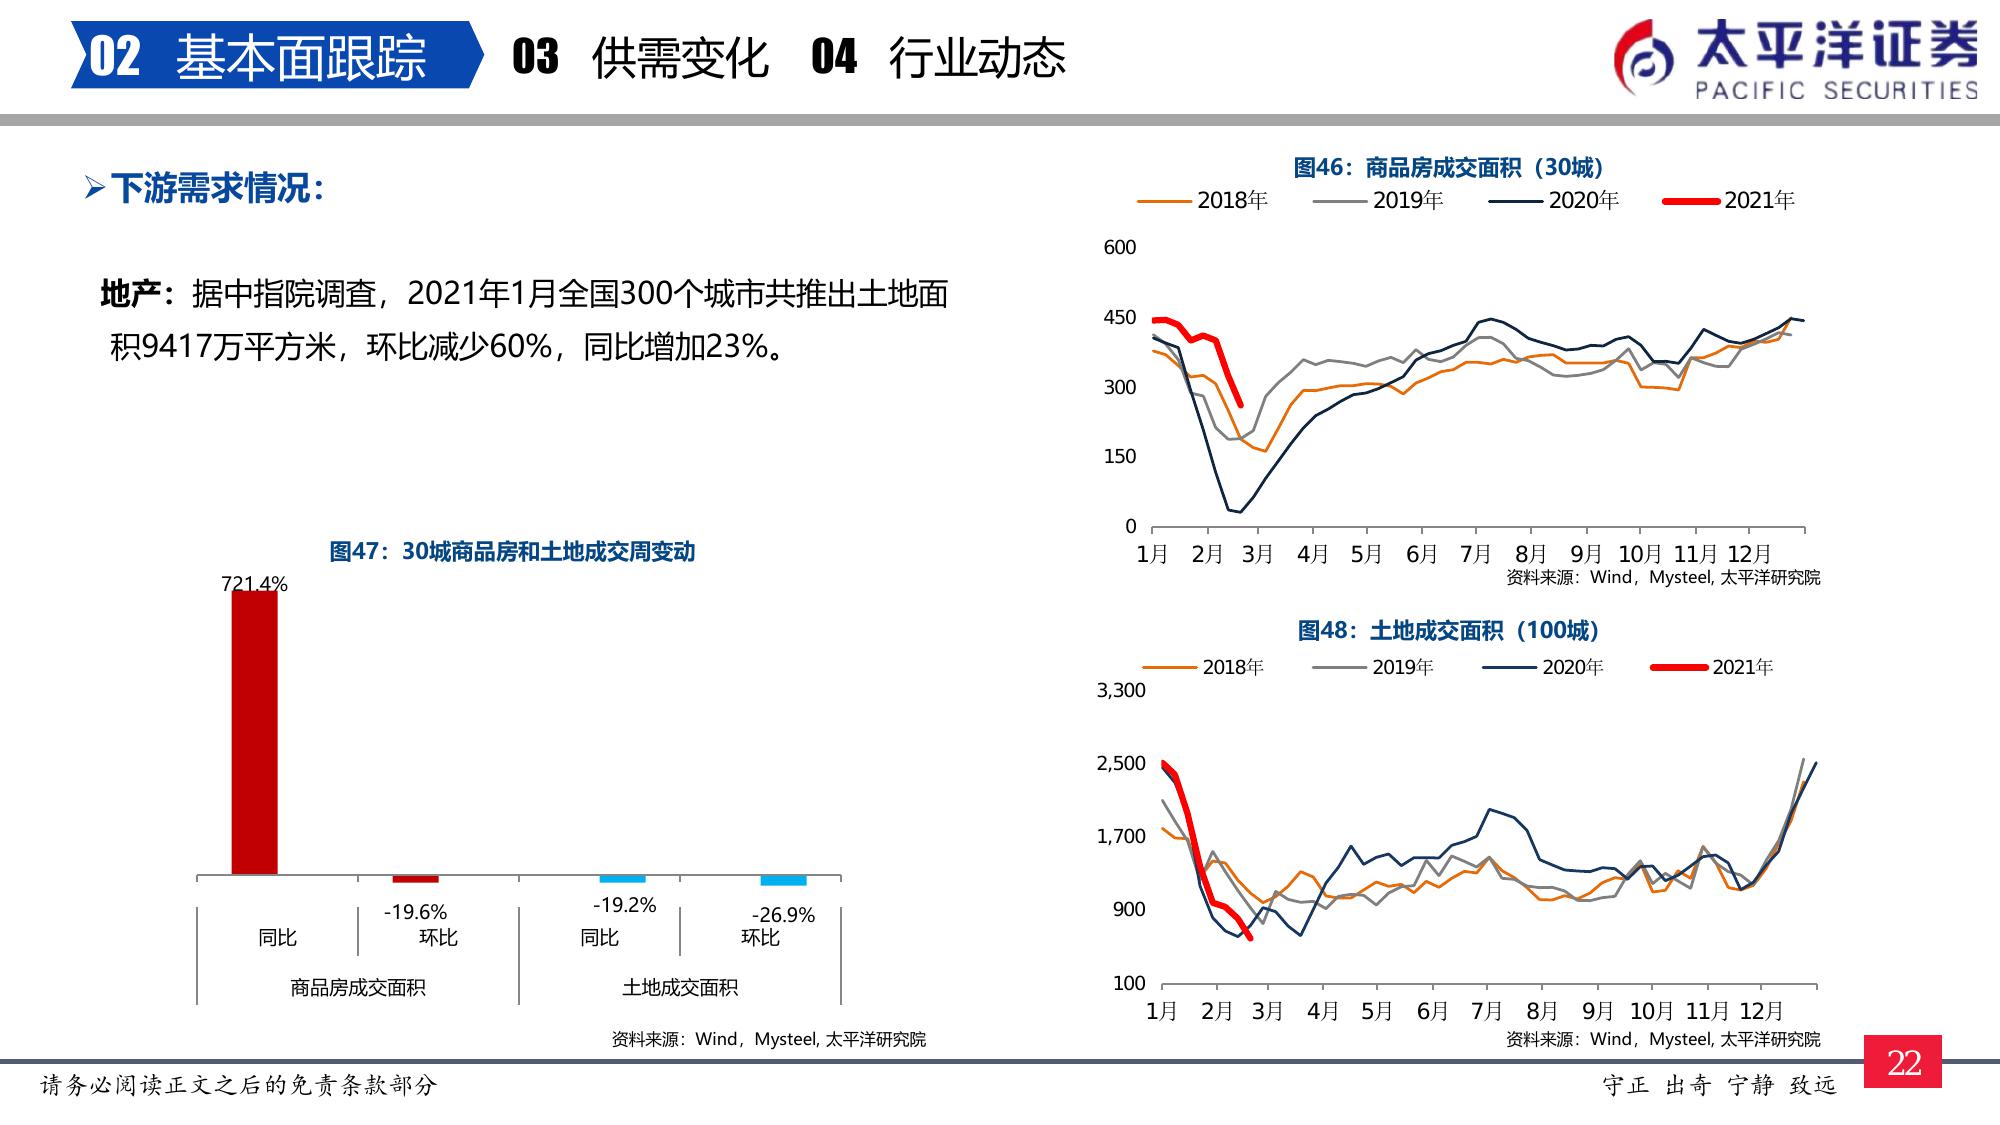 02 基本面跟踪 03 供需变化 04 行业动态
太平洋证券
PACIFIC SECURITIES
下游需求情况：
地产：据中指院调查，2021年1月全国300个城市共推出土地面
积9417万平方米，环比减少60%，同比增加23%。
图47：30城商品房和土地成交周变动
721.4%
-19.6%
-19.2%
-26.9%
同比 环比 同比 环比
商品房成交面积 土地成交面积
资料来源：Wind，Mysteel, 太平洋研究院
图46：商品房成交面积（30城）
2018年 2019年 2020年 2021年
600
450
300
150
0
1月 2月 3月 4月 5月 6月 7月 8月 9月 10月 11月 12月
资料来源：Wind，Mysteel, 太平洋研究院
图48：土地成交面积（100城）
2018年 2019年 2020年 2021年
3,300
2,500
1,700
900
100
1月 2月 3月 4月 5月 6月 7月 8月 9月 10月 11月 12月
资料来源：Wind，Mysteel, 太平洋研究院
22
请务必阅读正文之后的免责条款部分
守正 出奇 宁静 致远